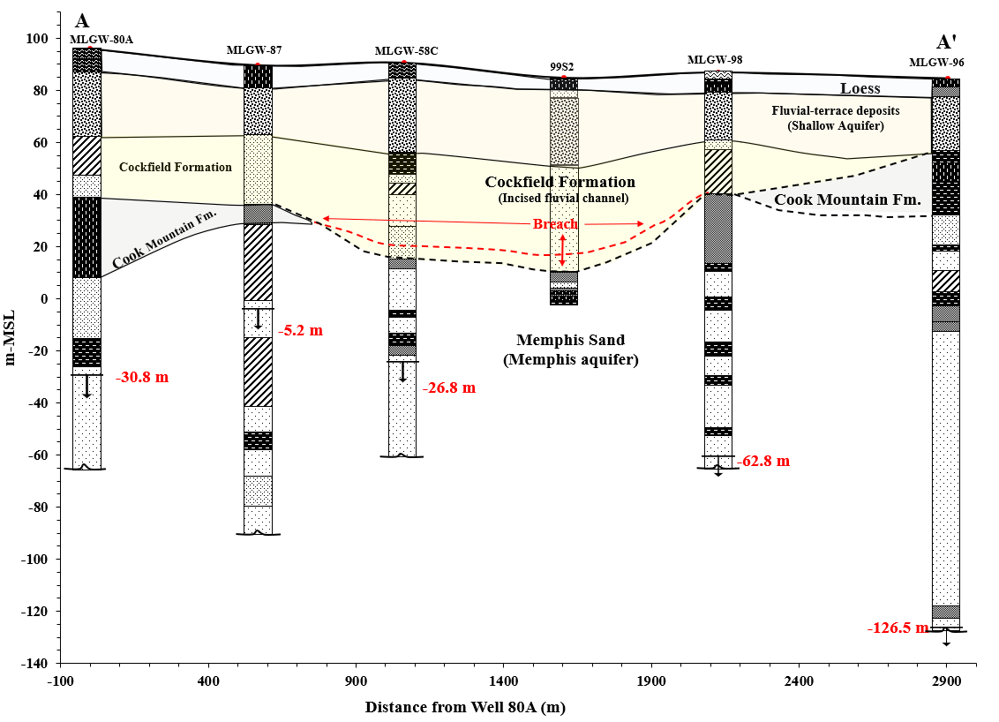 A
A'
MLGW-80A
MLGW-87
MLGW-58C
99S2
MLGW-98
MLGW-96
100
80
60
40
20
0
-20
-40
-60
-80
-100
-120
-140
m-MSL
Loess
Fluvial-terrace deposits
(Shallow Aquifer)
Cockfield Formation
Cockfield Formation
(Incised fluvial channel)
Cook Mountain Fm.
Cook Mountain Fm.
Breach
Memphis Sand
(Memphis aquifer)
-30.8 m
-5.2 m
-26.8 m
-62.8 m
-126.5 m
-100
400
900
1400
1900
2400
2900
Distance from Well 80A (m)